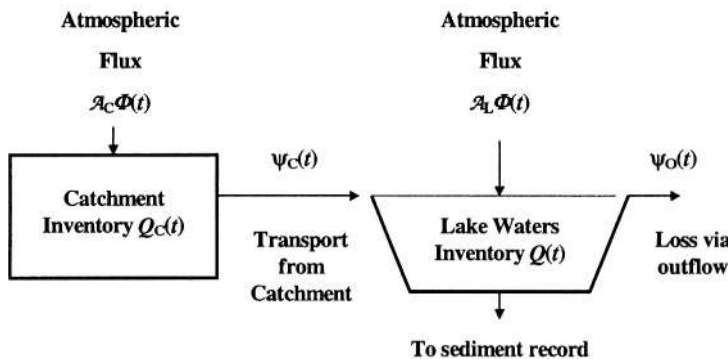 Atmospheric
Flux
𝒜CΦ(t)
Atmospheric
Flux
𝒜LΦ(t)
Catchment
Inventory QC(t)
ψC(t)
Transport
from
Catchment
Lake Waters
Inventory Q(t)
ψO(t)
Loss via
outflow
To sediment record